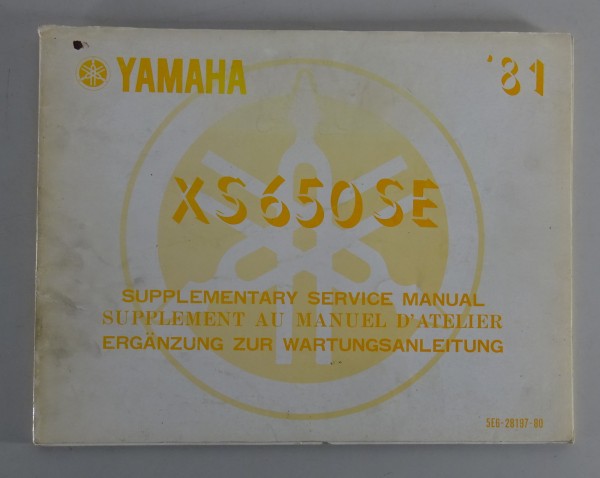 YAMAHA '81
XS650SE
SUPPLEMENTARY SERVICE MANUAL
SUPPLEMENT AU MANUEL D'ATELIER
ERGÄNZUNG ZUR WARTUNGSANLEITUNG
5E6-28197-80